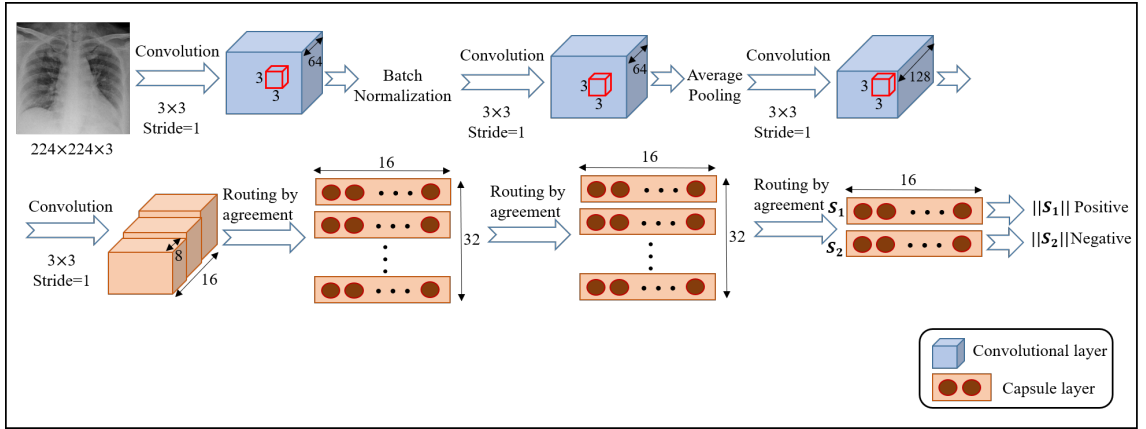 Convolution
3×3
Stride=1
224×224×3
64
3
3
Batch
Normalization
Convolution
3×3
Stride=1
64
3
3
Average
Pooling
Convolution
3×3
Stride=1
128
3
3
Convolution
3×3
Stride=1
8
16
Routing by
agreement
16
32
Routing by
agreement
16
32
Routing by
agreement
16
S₁
S₂
||S₁|| Positive
||S₂||Negative
Convolutional layer
Capsule layer